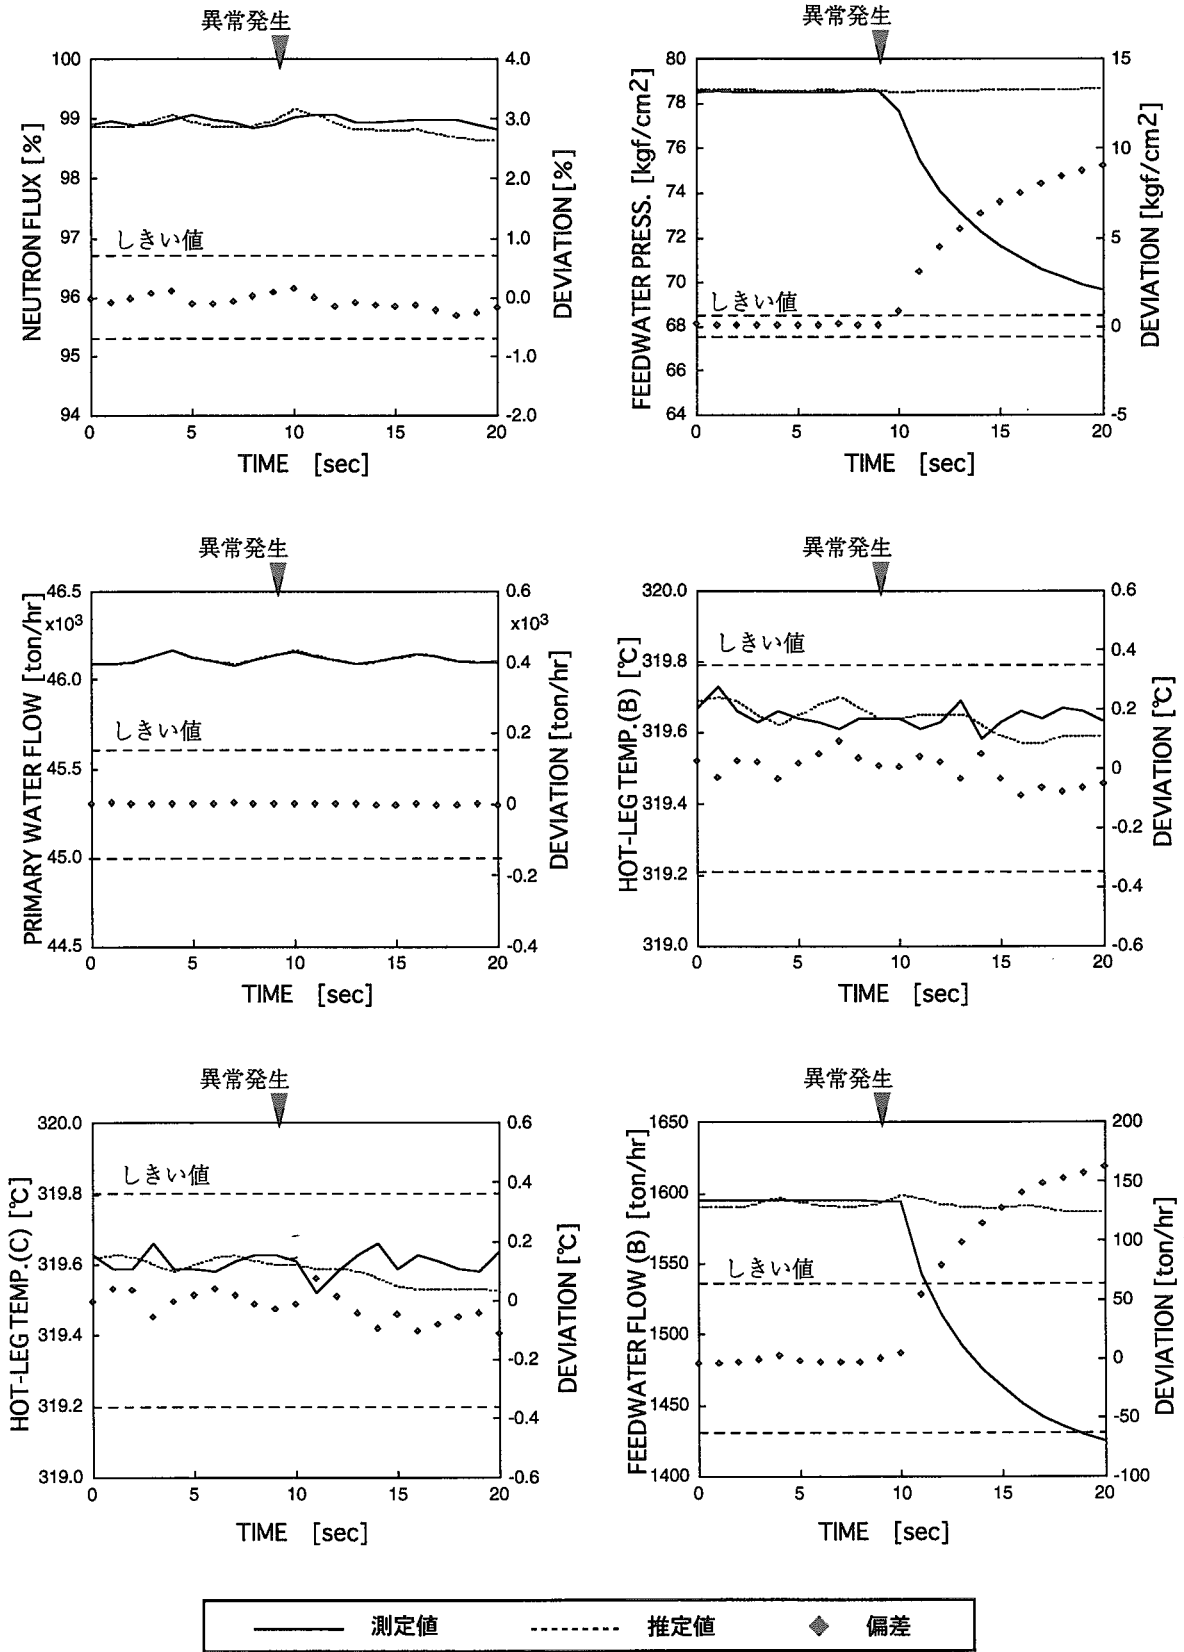 異常発生
異常発生
100
99
98
97
96
95
94
NEUTRON FLUX [%]
しきい値
4.0
3.0
2.0
1.0
0.0
-1.0
-2.0
DEVIATION [%]
0 5 10 15 20
TIME [sec]
80
78
76
74
72
70
68
66
64
FEEDWATER PRESS. [kgf/cm2]
しきい値
15
10
5
0
-5
DEVIATION [kgf/cm2]
0 5 10 15 20
TIME [sec]
異常発生
異常発生
46.5
x10³
46.0
45.5
45.0
44.5
PRIMARY WATER FLOW [ton/hr]
しきい値
0.6
x10³
0.4
0.2
0
-0.2
-0.4
DEVIATION [ton/hr]
0 5 10 15 20
TIME [sec]
320.0
319.8
319.6
319.4
319.2
319.0
HOT-LEG TEMP.(B) [℃]
しきい値
0.6
0.4
0.2
0
-0.2
-0.4
-0.6
DEVIATION [℃]
0 5 10 15 20
TIME [sec]
異常発生
異常発生
320.0
319.8
319.6
319.4
319.2
319.0
HOT-LEG TEMP.(C) [℃]
しきい値
0.6
0.4
0.2
0
-0.2
-0.4
-0.6
DEVIATION [℃]
0 5 10 15 20
TIME [sec]
1650
1600
1550
1500
1450
1400
FEEDWATER FLOW (B) [ton/hr]
しきい値
200
150
100
50
0
-50
-100
DEVIATION [ton/hr]
0 5 10 15 20
TIME [sec]
測定値 推定値 偏差